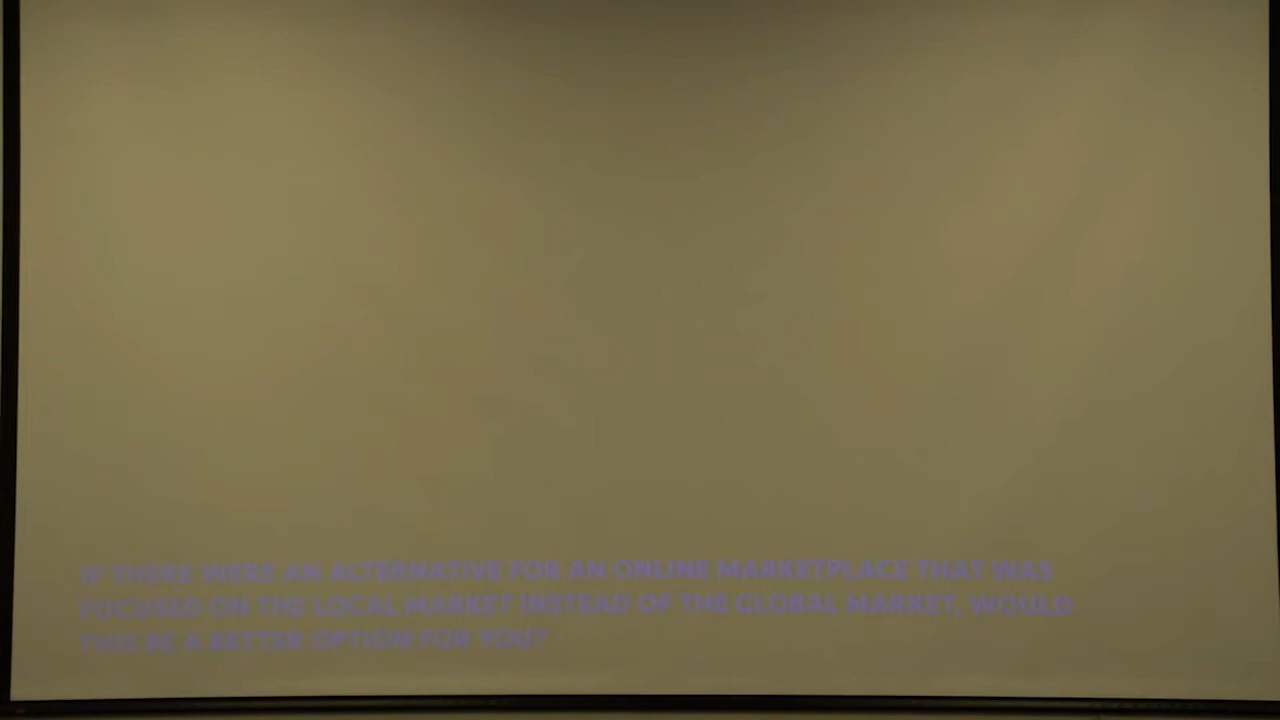 IF THERE WERE AN ALTERNATIVE FOR AN ONLINE MARKETPLACE THAT WAS
FOCUSED ON THE LOCAL MARKET INSTEAD OF THE GLOBAL MARKET, WOULD
THIS BE A BETTER OPTION FOR YOU?